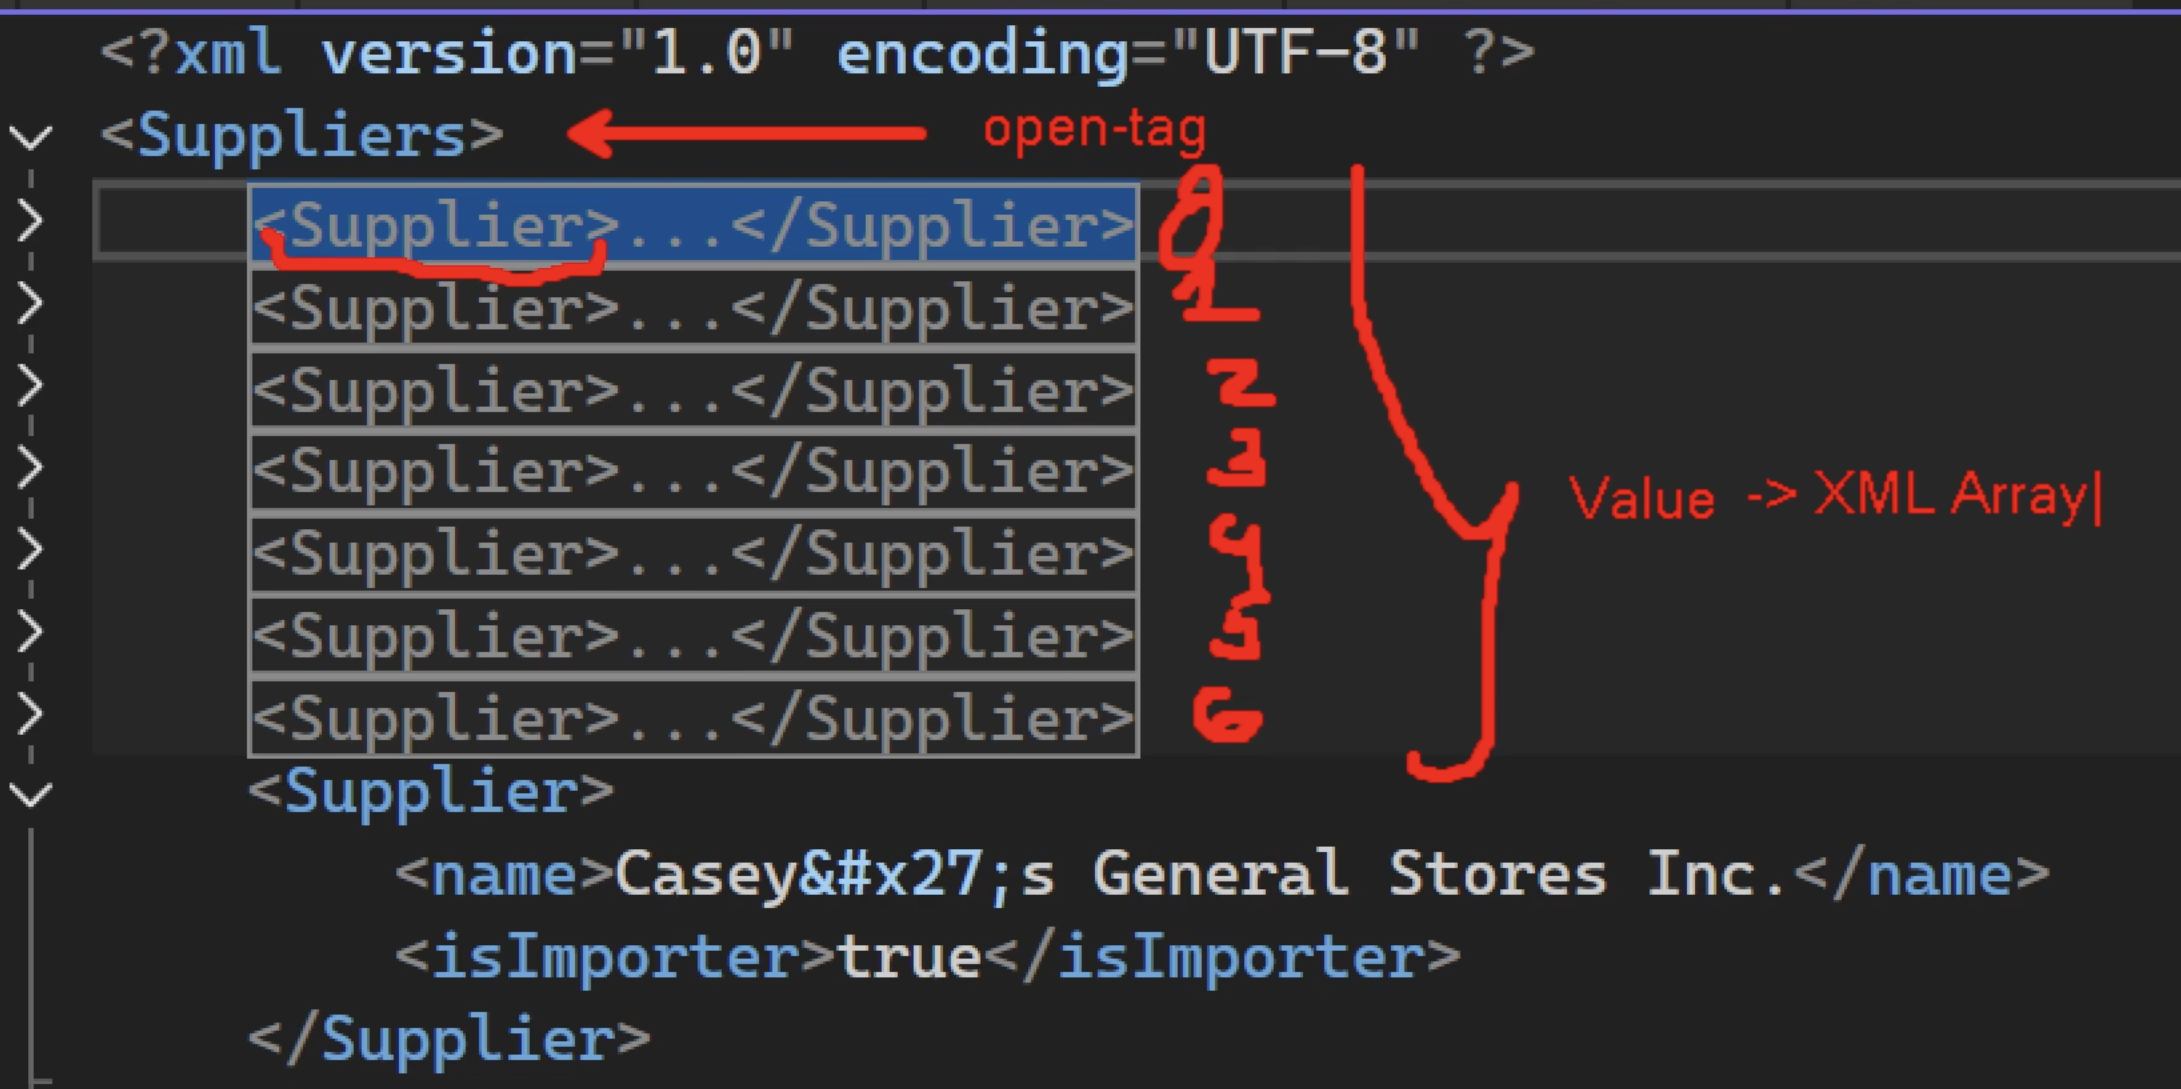 <?xml version="1.0" encoding="UTF-8" ?>
<Suppliers> open-tag
<Supplier>...</Supplier> 0
<Supplier>...</Supplier> 1
<Supplier>...</Supplier> 2
<Supplier>...</Supplier> 3
<Supplier>...</Supplier> 4
<Supplier>...</Supplier> 5
<Supplier>...</Supplier> 6
Value -> XML Array|
<Supplier>
<name>Casey&#x27;s General Stores Inc.</name>
<isImporter>true</isImporter>
</Supplier>